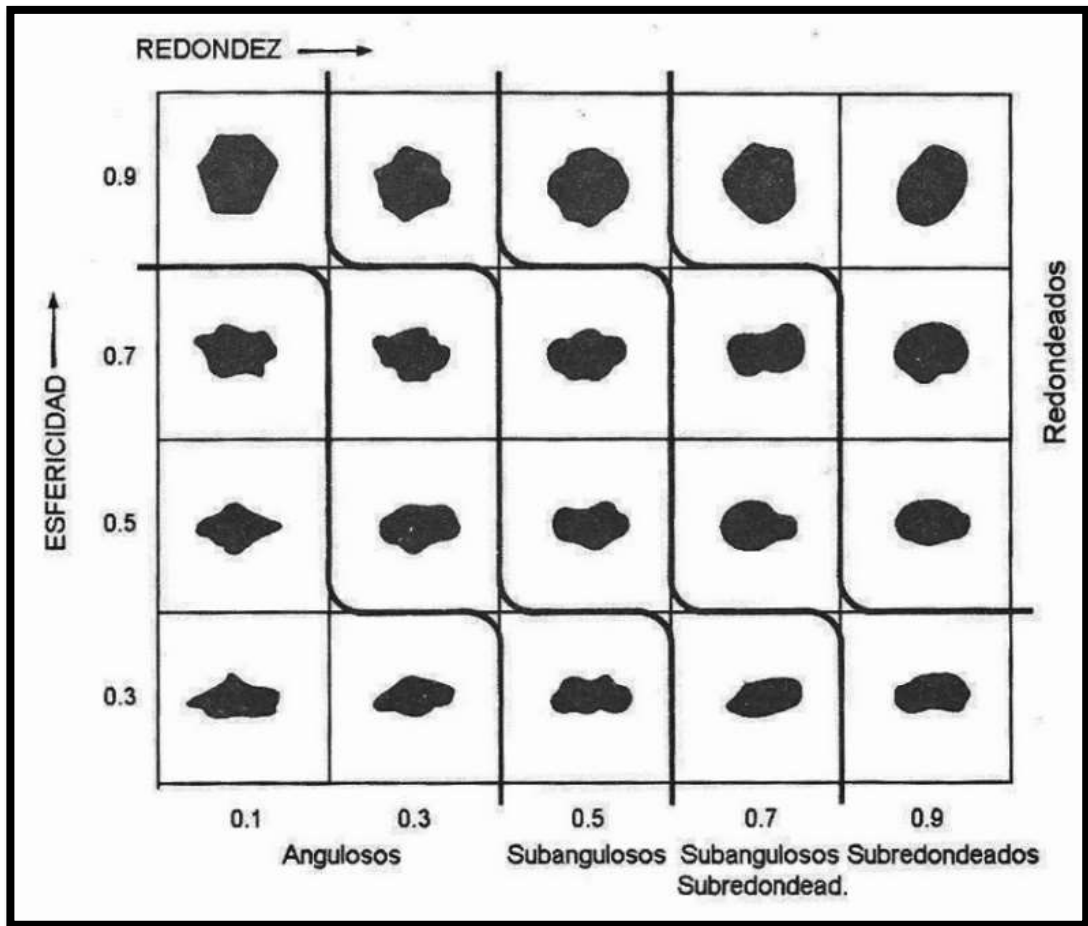 REDONDEZ
0.9
0.7
0.5
0.3
ESFERICIDAD
Redondeados
0.1 0.3 0.5 0.7 0.9
Angulosos Subangulosos Subangulosos Subredondeados
Subredondead.